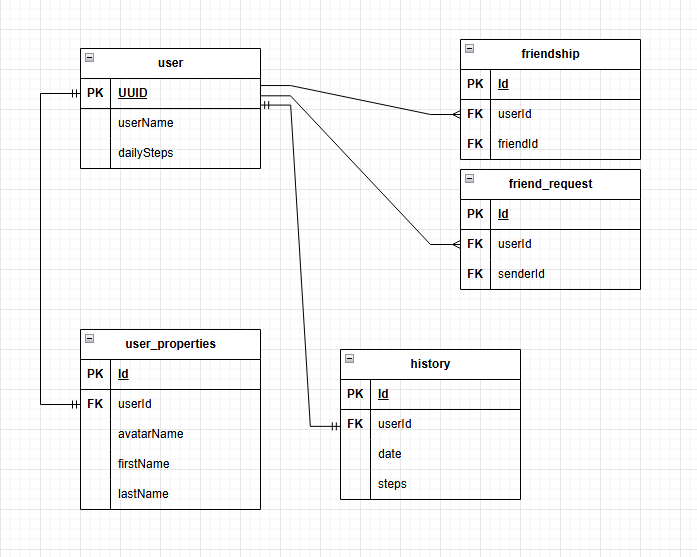 user
PK UUID
userName
dailySteps
friendship
PK Id
FK userId
FK friendId
friend_request
PK Id
FK userId
FK senderId
user_properties
PK Id
FK userId
avatarName
firstName
lastName
history
PK Id
FK userId
date
steps